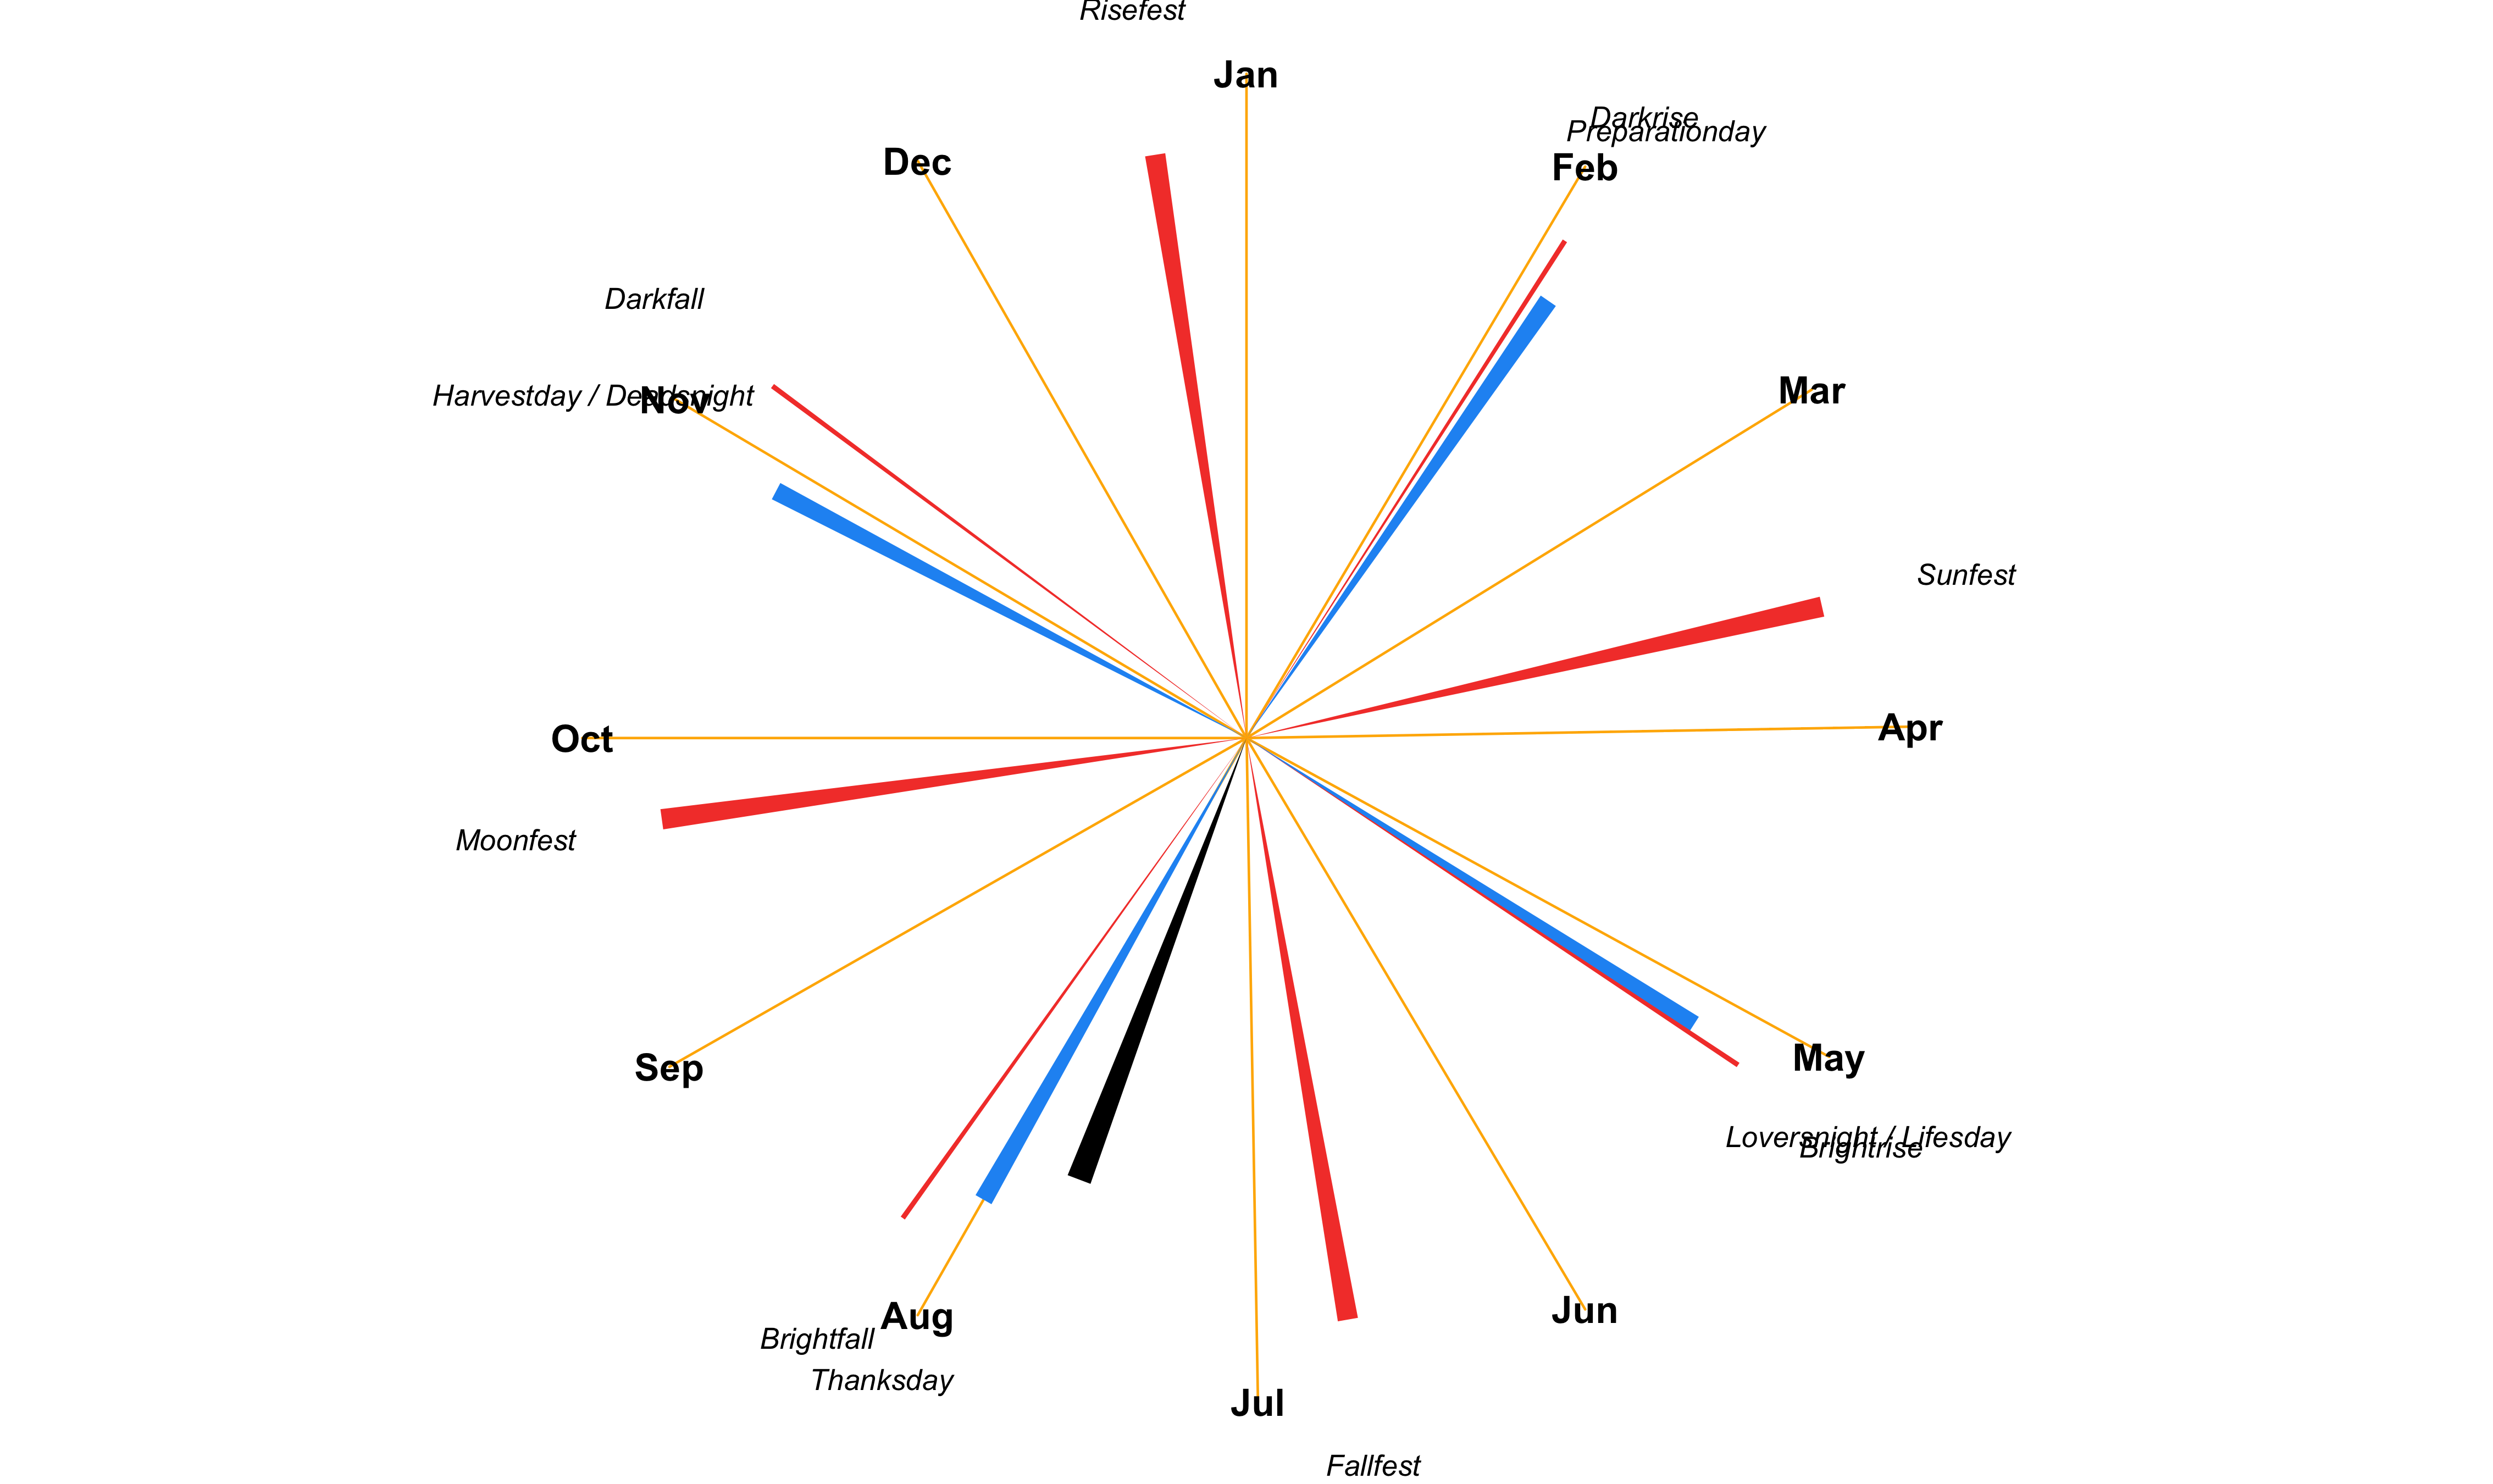 Risefest
Jan
Darkrise
Preparationday
Dec
Feb
Darkfall
Mar
Harvestday / Deadsnight
Nov
Sunfest
Apr
Oct
Moonfest
May
Sep
Loversnight / Lifesday
Brightrise
Jun
Aug
Brightfall
Thanksday
Jul
Fallfest